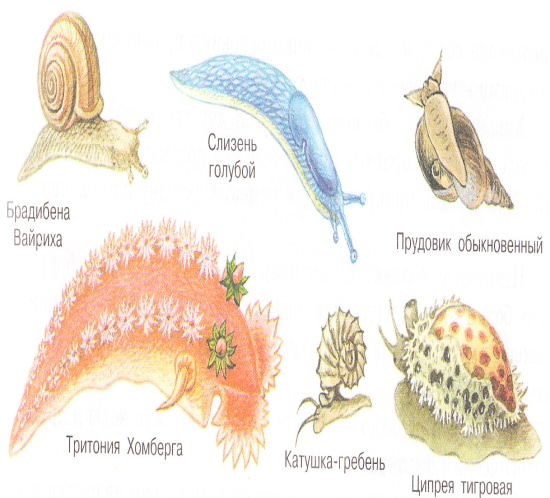 Брадибена
Вайриха
Слизень
голубой
Прудовик обыкновенный
Тритония Хомберга
Катушка-гребень
Ципрея тигровая